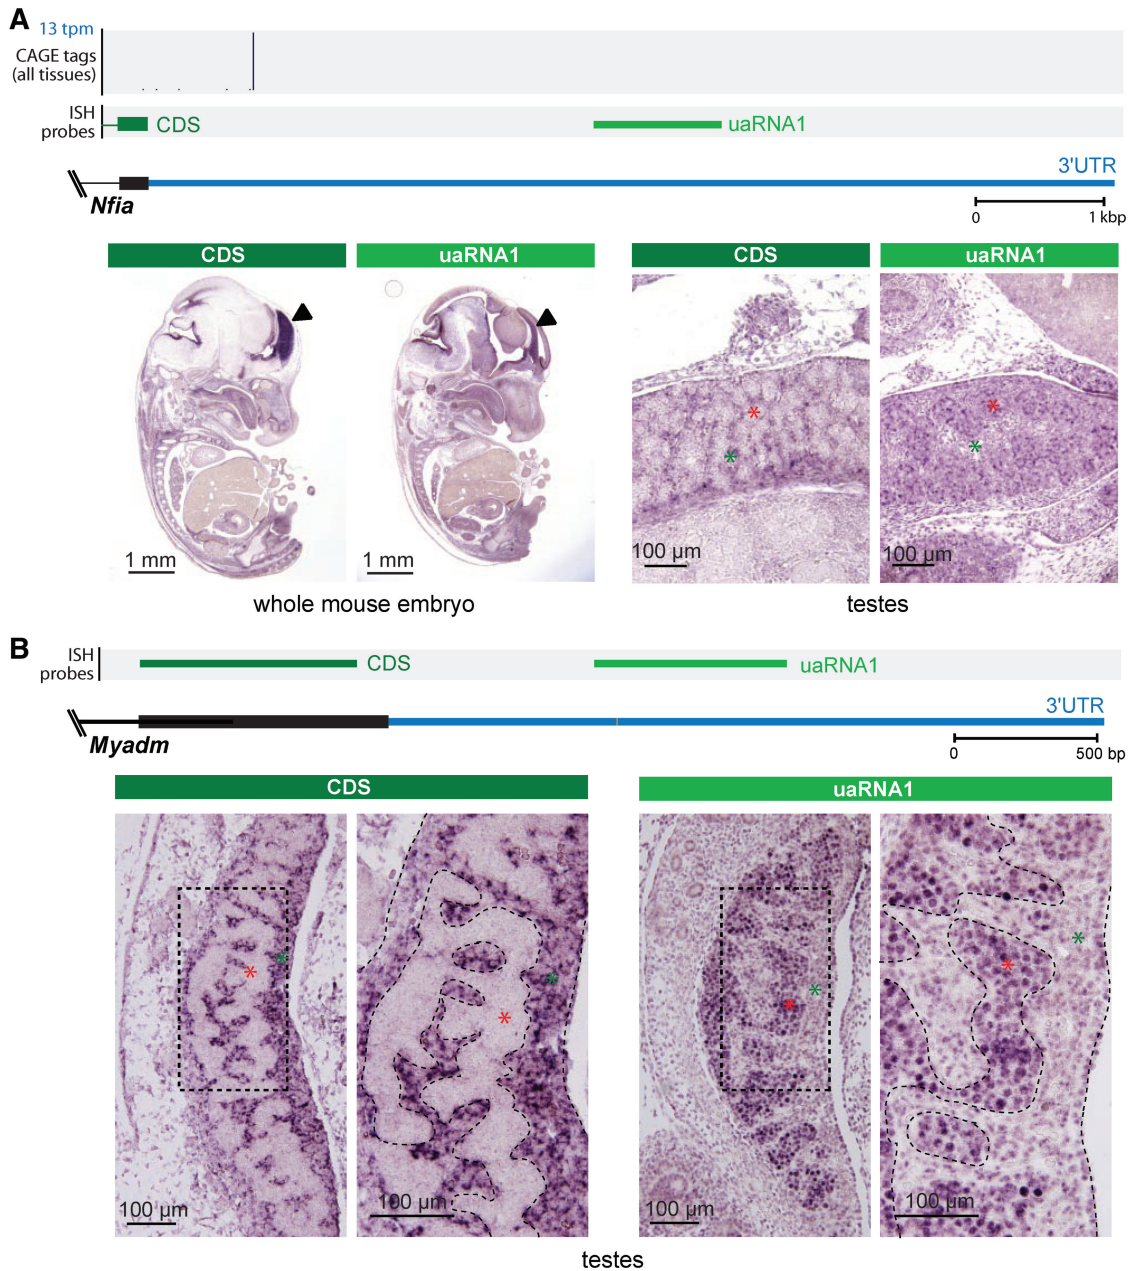 A
13 tpm
CAGE tags
(all tissues)
ISH
probes
CDS
uaRNA1
3'UTR
Nfia
0 1 kbp
CDS
uaRNA1
CDS
uaRNA1
1 mm
1 mm
100 µm
100 µm
whole mouse embryo
testes
B
ISH
probes
CDS
uaRNA1
3'UTR
Myadm
0 500 bp
CDS
uaRNA1
100 µm
100 µm
100 µm
100 µm
testes